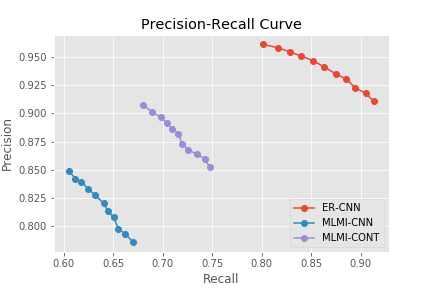 Precision-Recall Curve
Precision
0.950
0.925
0.900
0.875
0.850
0.825
0.800
ER-CNN
MLMI-CNN
MLMI-CONT
0.60 0.65 0.70 0.75 0.80 0.85 0.90
Recall